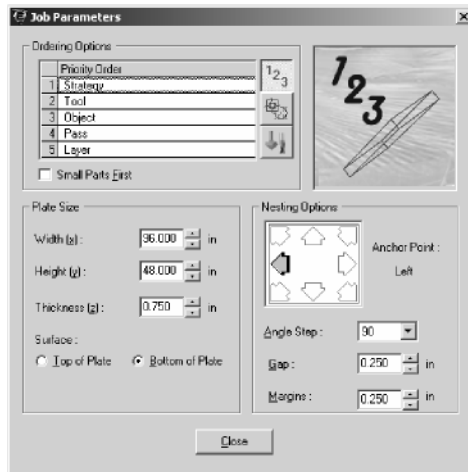 Job Parameters
Ordering Options
Priority Order
1 Strategy
2 Tool
3 Object
4 Pass
5 Layer
Small Parts First
123
123
Plate Size
Width (x) : 96.000 in
Height (y) : 48.000 in
Thickness (z) : 0.750 in
Surface :
Top of Plate Bottom of Plate
Nesting Options
Anchor Point :
Left
Angle Step : 90
Gap : 0.250 in
Margins : 0.250 in
Close